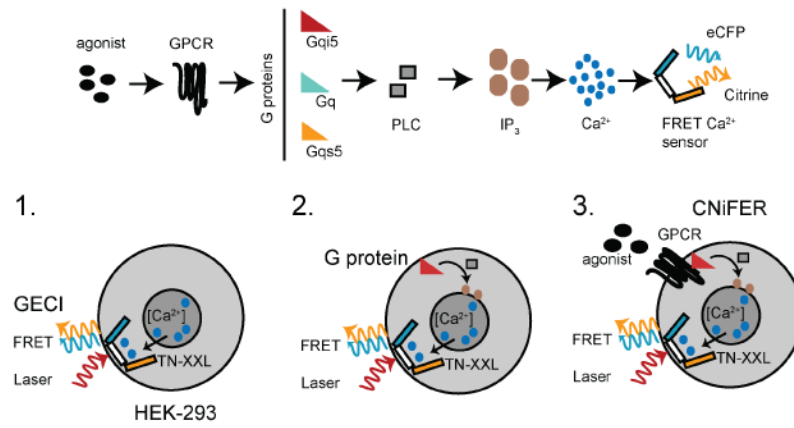 agonist
GPCR
G proteins
Gqi5
Gq
Gqs5
PLC
IP₃
Ca²⁺
eCFP
Citrine
FRET Ca²⁺
sensor
1.
GECI
FRET
Laser
[Ca²⁺]
TN-XXL
HEK-293
2.
G protein
FRET
Laser
[Ca²⁺]
TN-XXL
3.
CNiFER
GPCR
agonist
FRET
Laser
[Ca²⁺]
TN-XXL